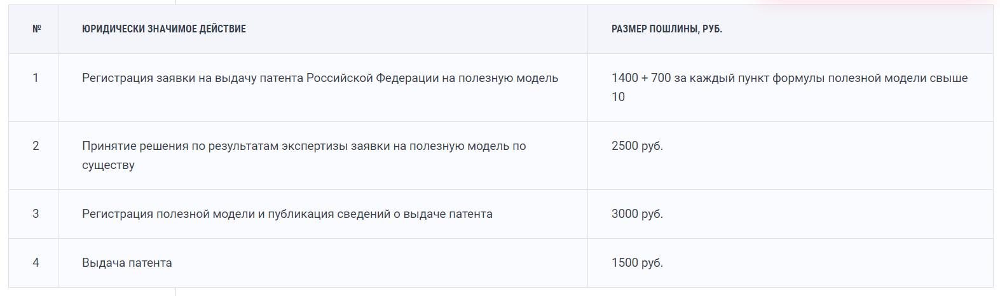 № ЮРИДИЧЕСКИ ЗНАЧИМОЕ ДЕЙСТВИЕ РАЗМЕР ПОШЛИНЫ, РУБ.
1 Регистрация заявки на выдачу патента Российской Федерации на полезную модель 1400 + 700 за каждый пункт формулы полезной модели свыше
10
2 Принятие решения по результатам экспертизы заявки на полезную модель по 2500 руб.
существу
3 Регистрация полезной модели и публикация сведений о выдаче патента 3000 руб.
4 Выдача патента 1500 руб.